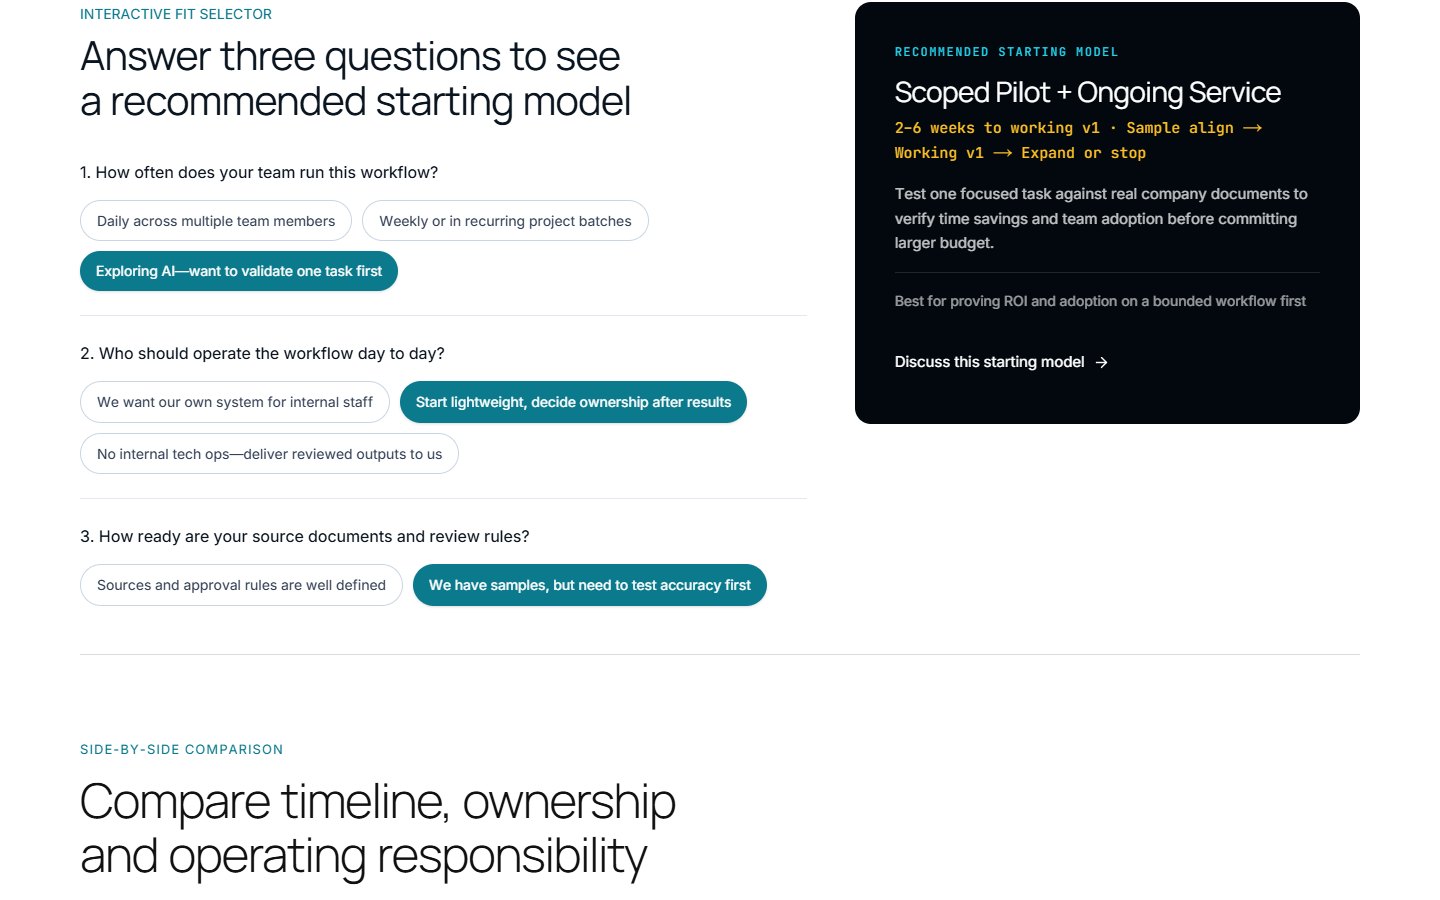 INTERACTIVE FIT SELECTOR
Answer three questions to see
a recommended starting model
1. How often does your team run this workflow?
Daily across multiple team members
Weekly or in recurring project batches
Exploring AI—want to validate one task first
2. Who should operate the workflow day to day?
We want our own system for internal staff
Start lightweight, decide ownership after results
No internal tech ops—deliver reviewed outputs to us
3. How ready are your source documents and review rules?
Sources and approval rules are well defined
We have samples, but need to test accuracy first
RECOMMENDED STARTING MODEL
Scoped Pilot + Ongoing Service
2–6 weeks to working v1 · Sample align →
Working v1 → Expand or stop
Test one focused task against real company documents to
verify time savings and team adoption before committing
larger budget.
Best for proving ROI and adoption on a bounded workflow first
Discuss this starting model →
SIDE-BY-SIDE COMPARISON
Compare timeline, ownership
and operating responsibility